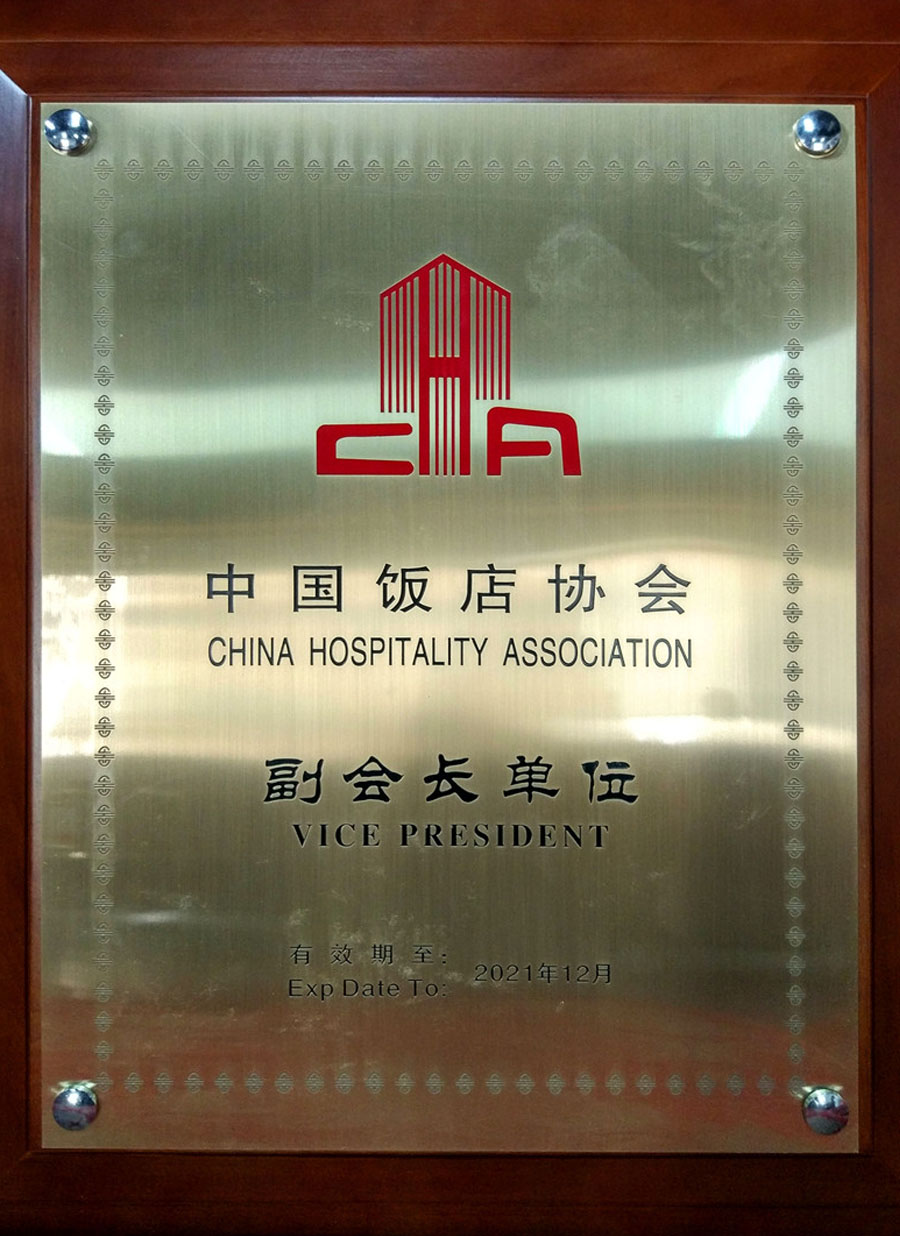 CHA
中国饭店协会
CHINA HOSPITALITY ASSOCIATION
副会长单位
VICE PRESIDENT
有效期至:
Exp Date To: 2021年12月